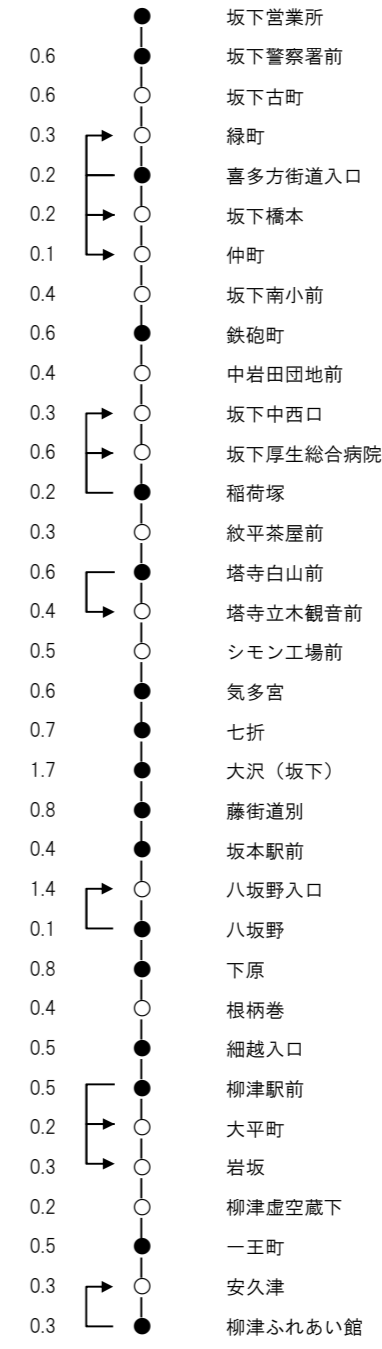 坂下営業所
0.6 坂下警察署前
0.6 坂下古町
0.3 緑町
0.2 喜多方街道入口
0.2 坂下橋本
0.1 仲町
0.4 坂下南小前
0.6 鉄砲町
0.4 中岩田団地前
0.3 坂下中西口
0.6 坂下厚生総合病院
0.2 稲荷塚
0.3 紋平茶屋前
0.6 塔寺白山前
0.4 塔寺立木観音前
0.5 シモン工場前
0.6 気多宮
0.7 七折
1.7 大沢（坂下）
0.8 藤街道別
0.4 坂本駅前
1.4 八坂野入口
0.1 八坂野
0.8 下原
0.4 根柄巻
0.5 細越入口
0.5 柳津駅前
0.2 大平町
0.3 岩坂
0.2 柳津虚空蔵下
0.5 一王町
0.3 安久津
0.3 柳津ふれあい館